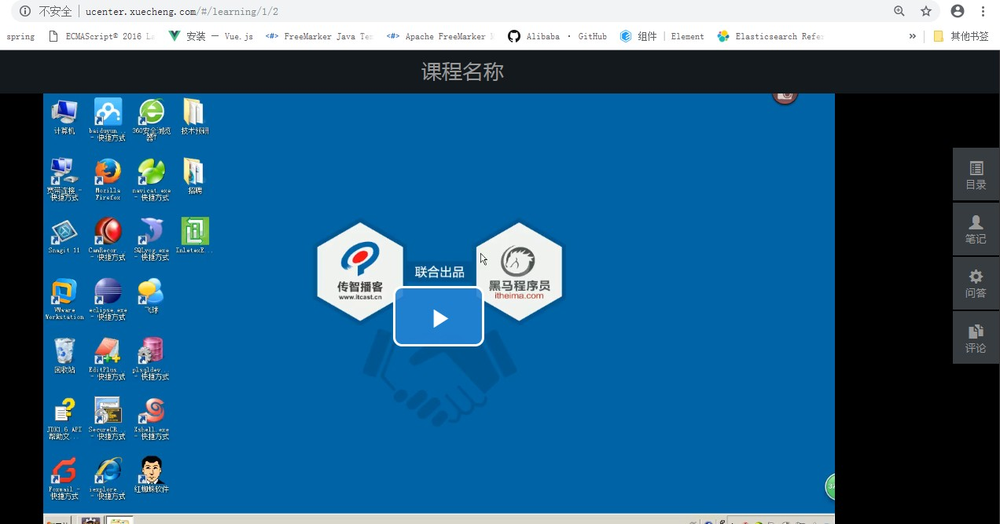 不安全 | ucenter.xuecheng.com/#/learning/1/2
spring
ECMAScript® 2016 La
安装 — Vue.js
FreeMarker Java Tem
Apache FreeMarker
Alibaba · GitHub
组件 | Element
Elasticsearch Refer
»
其他书签
课程名称
计算机
baiduyun...
- 快捷方式
360安全浏览
器7
技术预研
宽带连接 -
快捷方式
Mozilla
Firefox
navicat.exe
- 快捷方式
招聘
Snagit 11
CamRecor...
- 快捷方式
SQLyog.exe
- 快捷方式
InletexE...
VMware
Workstation
eclipse.exe
- 快捷方式
飞球
回收站
EditPlus...
- 快捷方式
plsqldev...
- 快捷方式
JDK1.6 API
帮助文...
SecureCR...
- 快捷方式
Xshell.exe
- 快捷方式
Foxmail -
快捷方式
iexplore...
- 快捷方式
红蜘蛛软件
传智播客
www.itcast.cn
联合出品
黑马程序员
itheima.com
目录
笔记
问答
评论